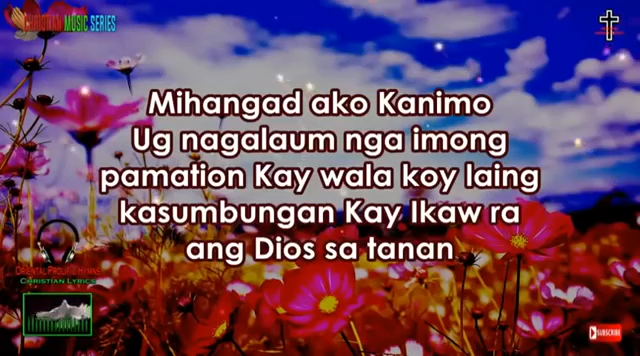 CHRISTIAN MUSIC SERIES
Mihangad ako Kanimo
Ug nagalaum nga imong
pamation Kay wala koy laing
kasumbungan Kay Ikaw ra
ang Dios sa tanan
ORIENTAL PROLIFIC HYMNS
CHRISTIAN LYRICS
SUBSCRIBE